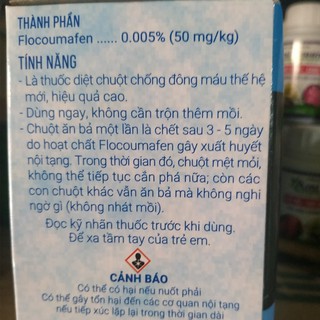 THÀNH PHẦN
Flocoumafen ...... 0.005% (50 mg/kg)
TÍNH NĂNG
- Là thuốc diệt chuột chống đông máu thế hệ
mới, hiệu quả cao.
- Dùng ngay, không cần trộn thêm mồi.
- Chuột ăn bả một lần là chết sau 3 - 5 ngày
do hoạt chất Flocoumafen gây xuất huyết
nội tạng. Trong thời gian đó, chuột mệt mỏi,
không thể tiếp tục cắn phá nữa; còn các
con chuột khác vẫn ăn bả mà không nghi
ngờ gì (không nhát mồi).
Đọc kỹ nhãn thuốc trước khi dùng.
Để xa tầm tay của trẻ em.
CẢNH BÁO
Có thể có hại nếu nuốt phải
Có thể gây tổn hại đến các cơ quan nội tạng
nếu tiếp xúc lặp lại trong thời gian dài